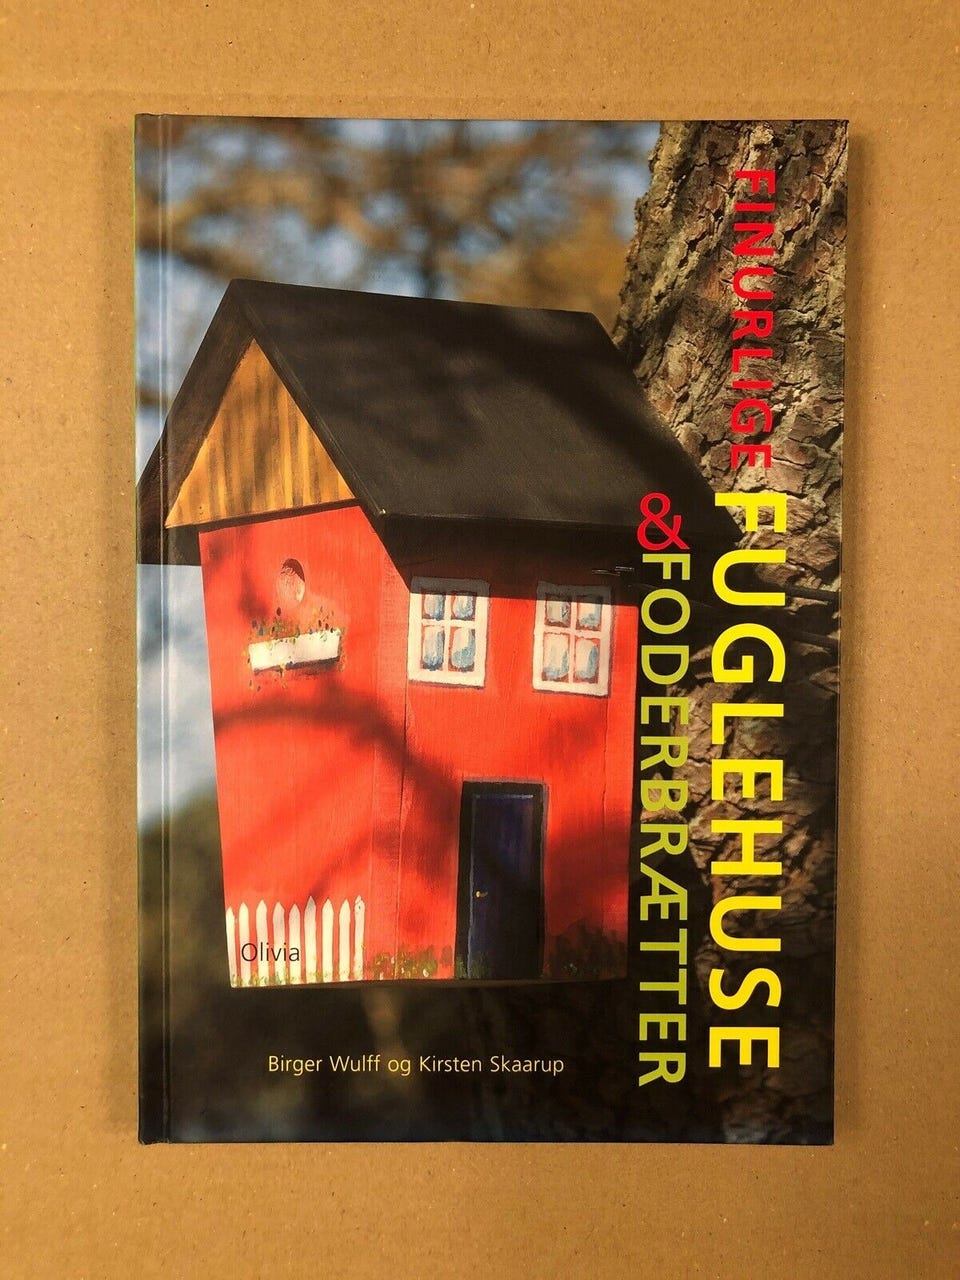 FINURLIGE
FUGLEHUSE
& FODERBRÆTTER
Olivia
Birger Wulff og Kirsten Skaarup